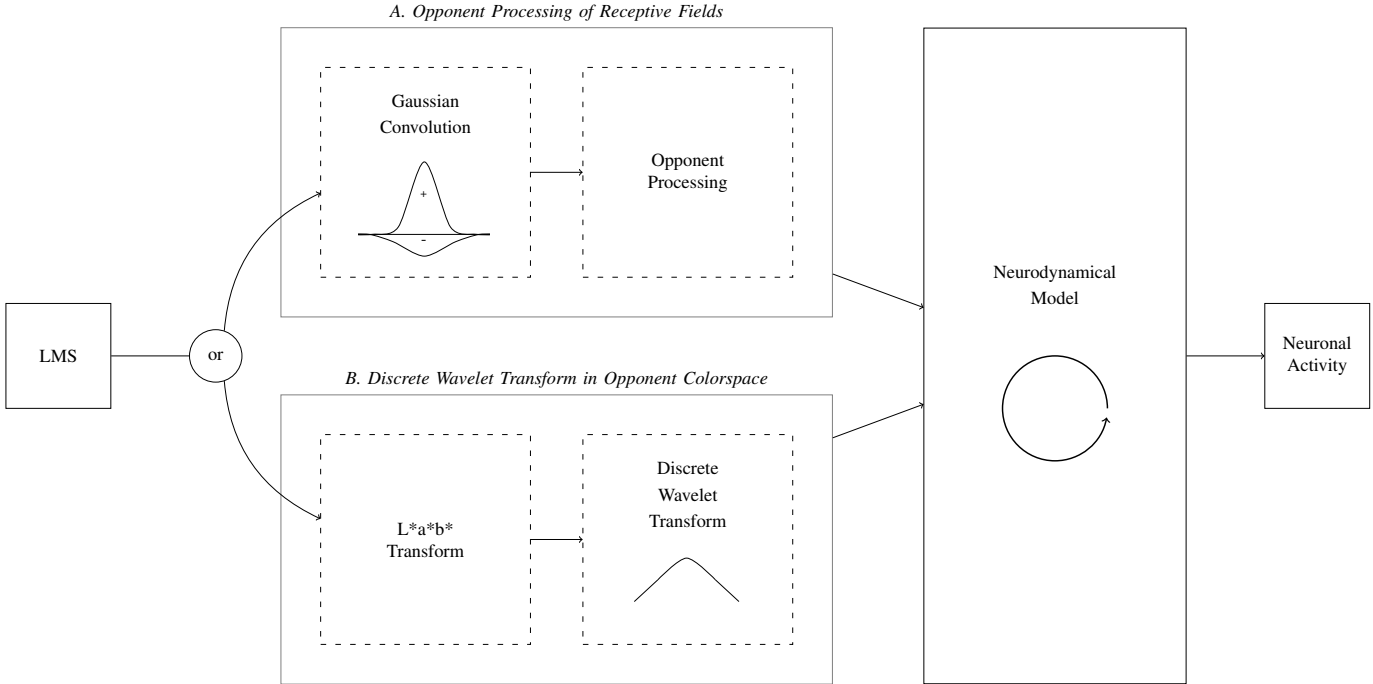 A. Opponent Processing of Receptive Fields
Gaussian
Convolution
+
-
Opponent
Processing
LMS
or
B. Discrete Wavelet Transform in Opponent Colorspace
L*a*b*
Transform
Discrete
Wavelet
Transform
Neurodynamical
Model
Neuronal
Activity